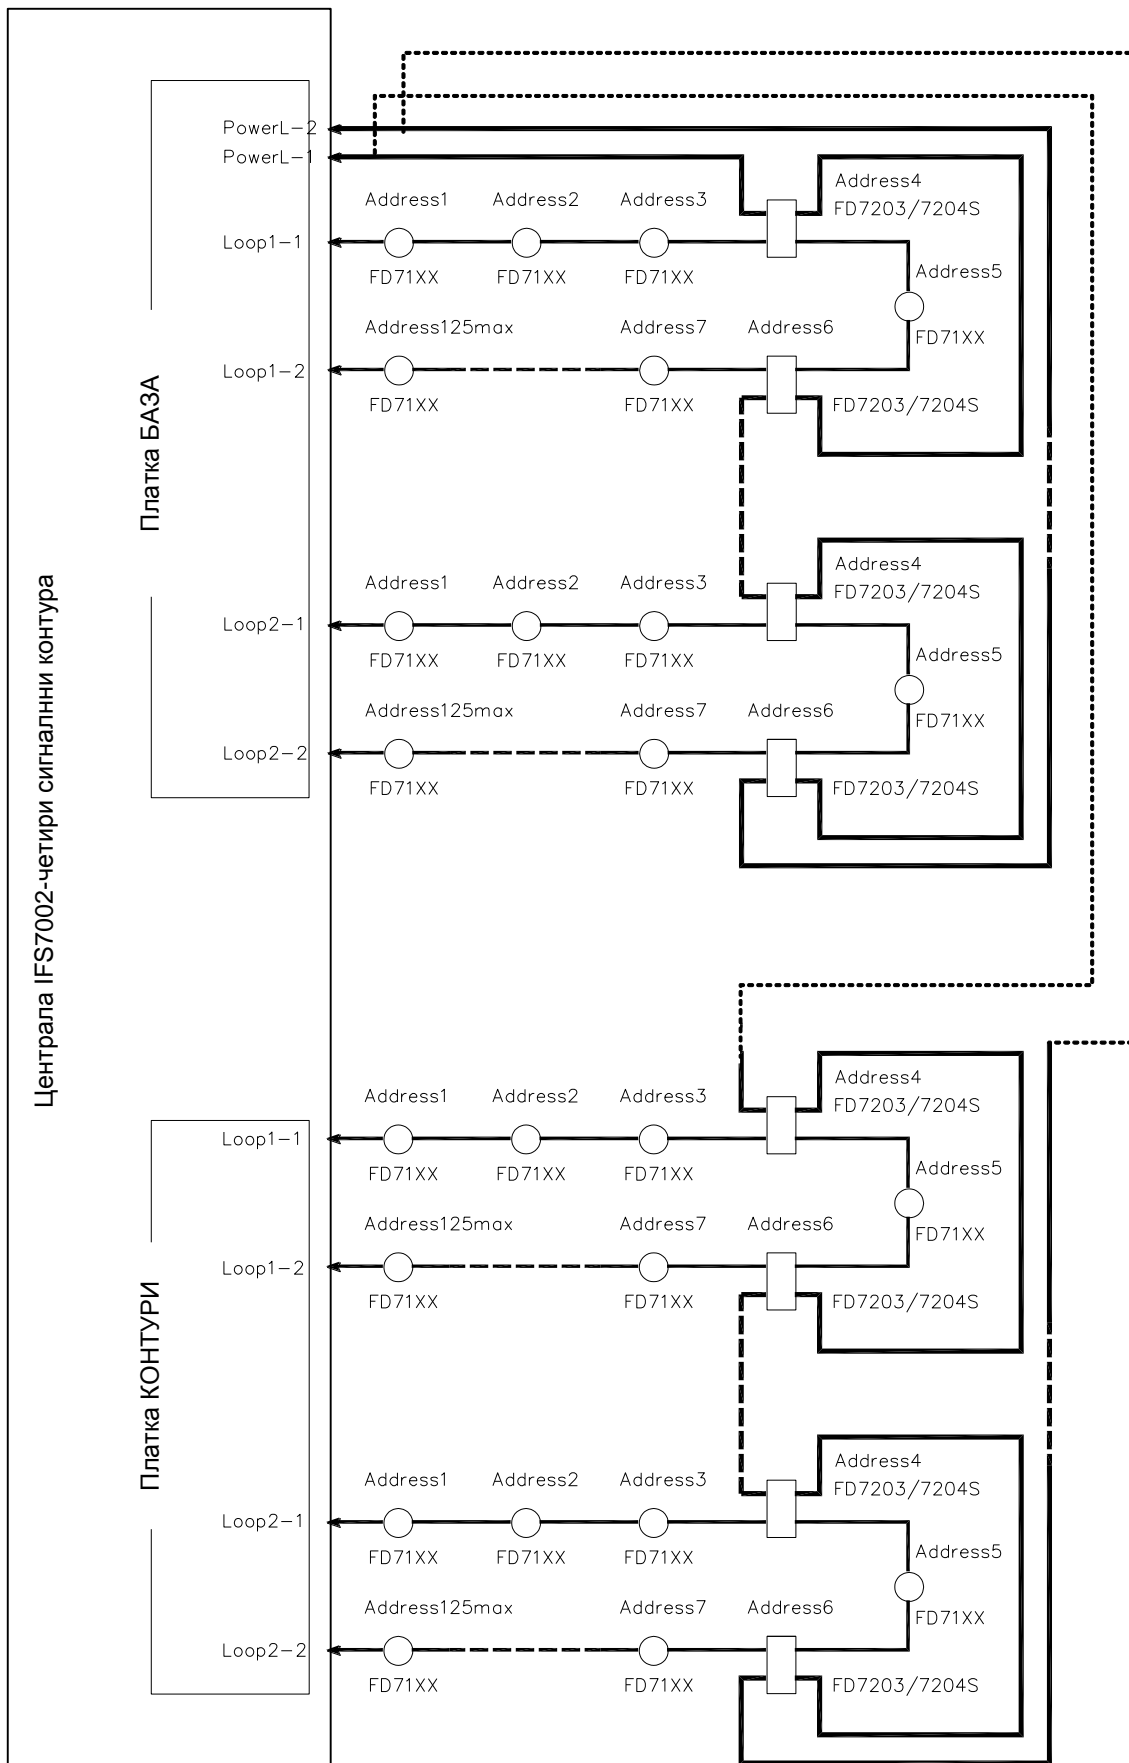 Централа IFS7002-четири сигналнни контура
Платка БАЗА
PowerL-2
PowerL-1
Address1 Address2 Address3
Address4
FD7203/7204S
Loop1-1
FD71XX FD71XX FD71XX
Address5
FD71XX
Address125max Address7 Address6
Loop1-2
FD71XX FD71XX FD7203/7204S
Address4
FD7203/7204S
Address1 Address2 Address3
Loop2-1
FD71XX FD71XX FD71XX
Address5
FD71XX
Address125max Address7 Address6
Loop2-2
FD71XX FD71XX FD7203/7204S
Платка КОНТУРИ
Address4
FD7203/7204S
Address1 Address2 Address3
Loop1-1
FD71XX FD71XX FD71XX
Address5
FD71XX
Address125max Address7 Address6
Loop1-2
FD71XX FD71XX FD7203/7204S
Address4
FD7203/7204S
Address1 Address2 Address3
Loop2-1
FD71XX FD71XX FD71XX
Address5
FD71XX
Address125max Address7 Address6
Loop2-2
FD71XX FD71XX FD7203/7204S